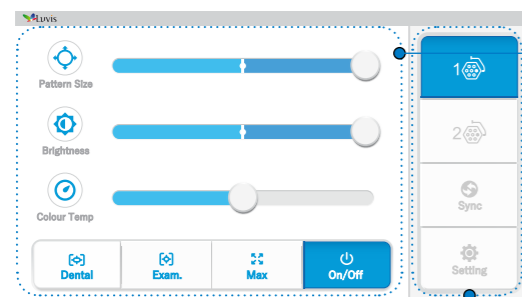 LUVIS
Pattern Size
Brightness
Colour Temp
Dental
Exam.
Max
On/Off
1
2
Sync
Setting